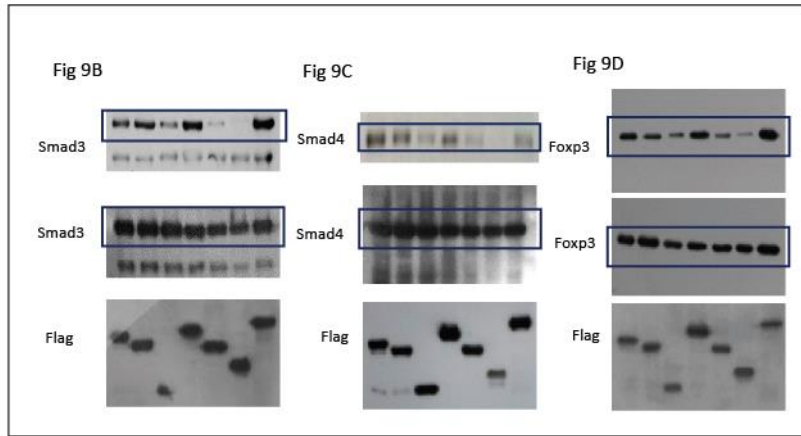 Fig 9B
Smad3
Smad3
Flag
Fig 9C
Smad4
Smad4
Flag
Fig 9D
Foxp3
Foxp3
Flag